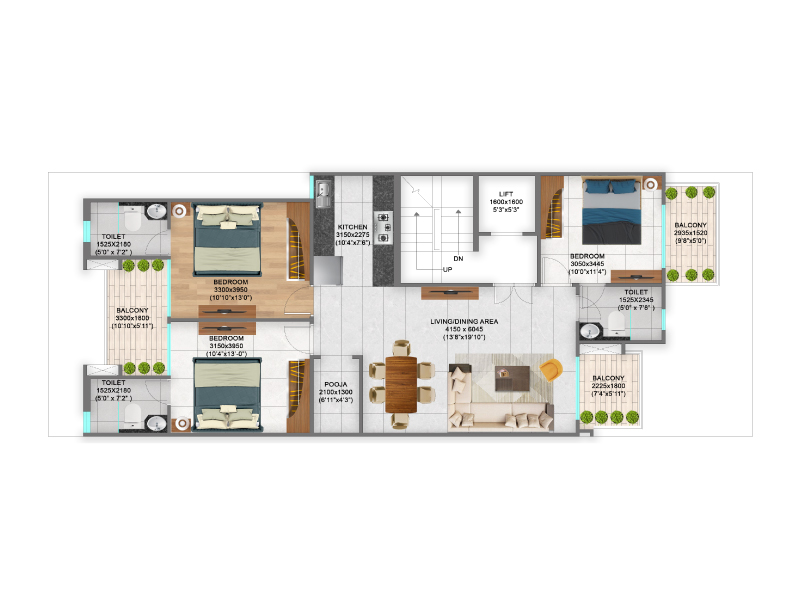 TOILET
1525X2180
(5'0" x 7'2" )
BALCONY
3300x1800
(10'10"x5'11")
TOILET
1525X2180
(5'0" x 7'2" )
BEDROOM
3300x3950
(10'10"x13'0")
BEDROOM
3150x3950
(10'4"x13'-0")
KITCHEN
3150x2275
(10'4"x7'6")
POOJA
2100x1300
(6'11"x4'3")
DN
UP
LIFT
1600x1600
5'3"x5'3"
LIVING/DINING AREA
4150 x 6045
(13'8"x19'10")
BEDROOM
3050x3445
(10'0"x11'4")
BALCONY
2935x1520
(9'8"x5'0")
TOILET
1525X2345
(5'0" x 7'8" )
BALCONY
2225x1800
(7'4"x5'11")